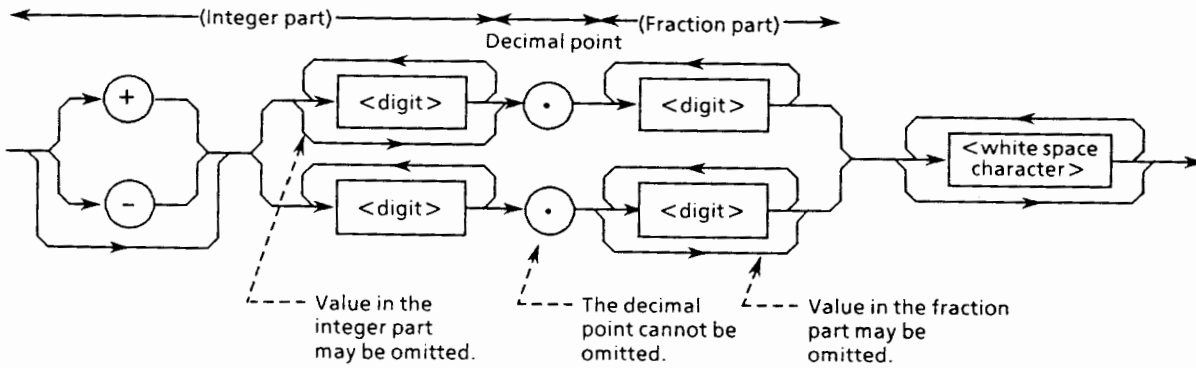 (Integer part)
Decimal point
(Fraction part)
+
<digit>
.
<digit>
<white space
character>
−
<digit>
.
<digit>
Value in the
integer part
may be omitted.
The decimal
point cannot be
omitted.
Value in the fraction
part may be
omitted.